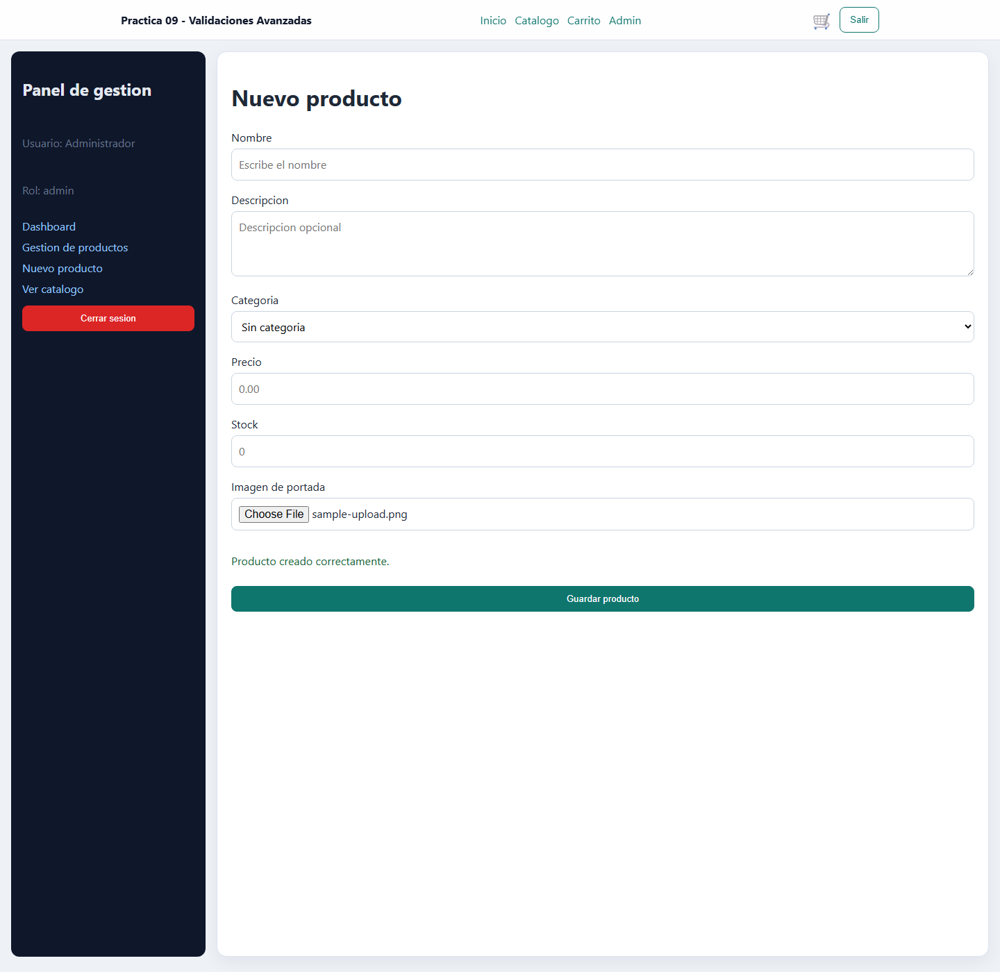 Practica 09 - Validaciones Avanzadas
Inicio Catalogo Carrito Admin
Salir
Panel de gestion
Usuario: Administrador
Rol: admin
Dashboard
Gestion de productos
Nuevo producto
Ver catalogo
Cerrar sesion
Nuevo producto
Nombre
Escribe el nombre
Descripcion
Descripcion opcional
Categoria
Sin categoria
Precio
0.00
Stock
0
Imagen de portada
Choose File sample-upload.png
Producto creado correctamente.
Guardar producto